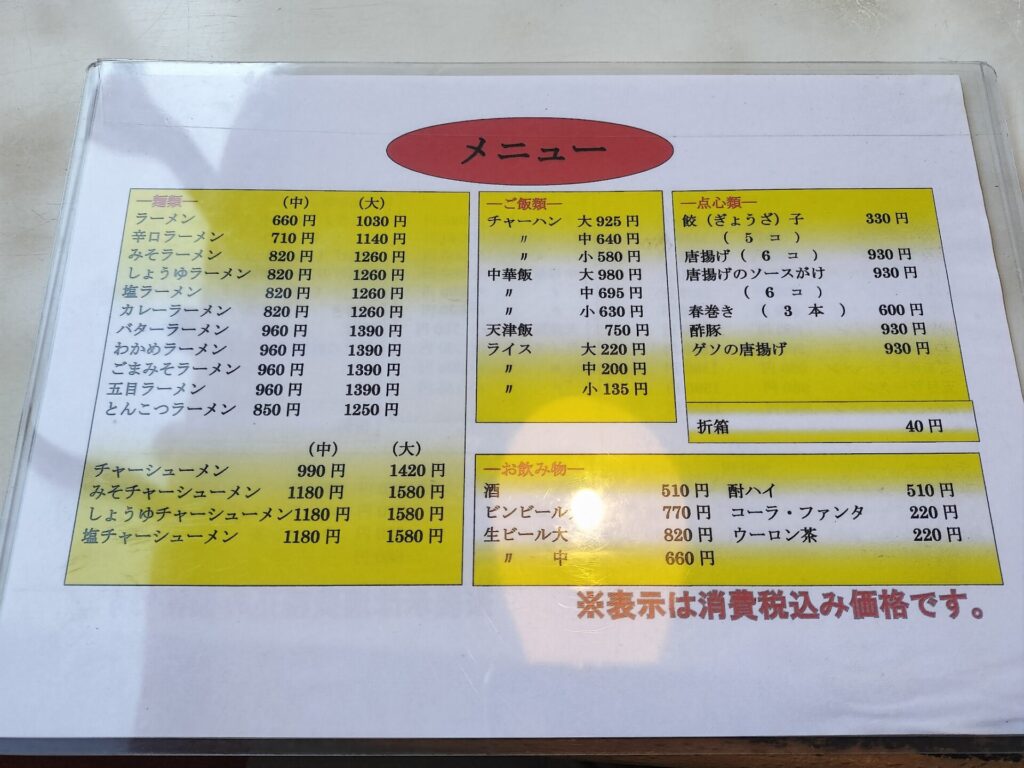 メニュー
―麺類― (中) (大)
ラーメン 660円 1030円
辛口ラーメン 710円 1140円
みそラーメン 820円 1260円
しょうゆラーメン 820円 1260円
塩ラーメン 820円 1260円
カレーラーメン 820円 1260円
バターラーメン 960円 1390円
わかめラーメン 960円 1390円
ごまみそラーメン 960円 1390円
五目ラーメン 960円 1390円
とんこつラーメン 850円 1250円
(中) (大)
チャーシューメン 990円 1420円
みそチャーシューメン 1180円 1580円
しょうゆチャーシューメン 1180円 1580円
塩チャーシューメン 1180円 1580円
―ご飯類―
チャーハン 大 925円
〃 中 640円
〃 小 580円
中華飯 大 980円
〃 中 695円
〃 小 630円
天津飯 750円
ライス 大 220円
〃 中 200円
〃 小 135円
―点心類―
餃(ぎょうざ)子 330円
(5コ)
唐揚げ(6コ) 930円
唐揚げのソースがけ 930円
(6コ)
春巻き (3本) 600円
酢豚 930円
ゲソの唐揚げ 930円
折箱 40円
―お飲み物―
酒 510円 酎ハイ 510円
ビンビール 770円 コーラ・ファンタ 220円
生ビール大 820円 ウーロン茶 220円
〃 中 660円
※表示は消費税込み価格です。